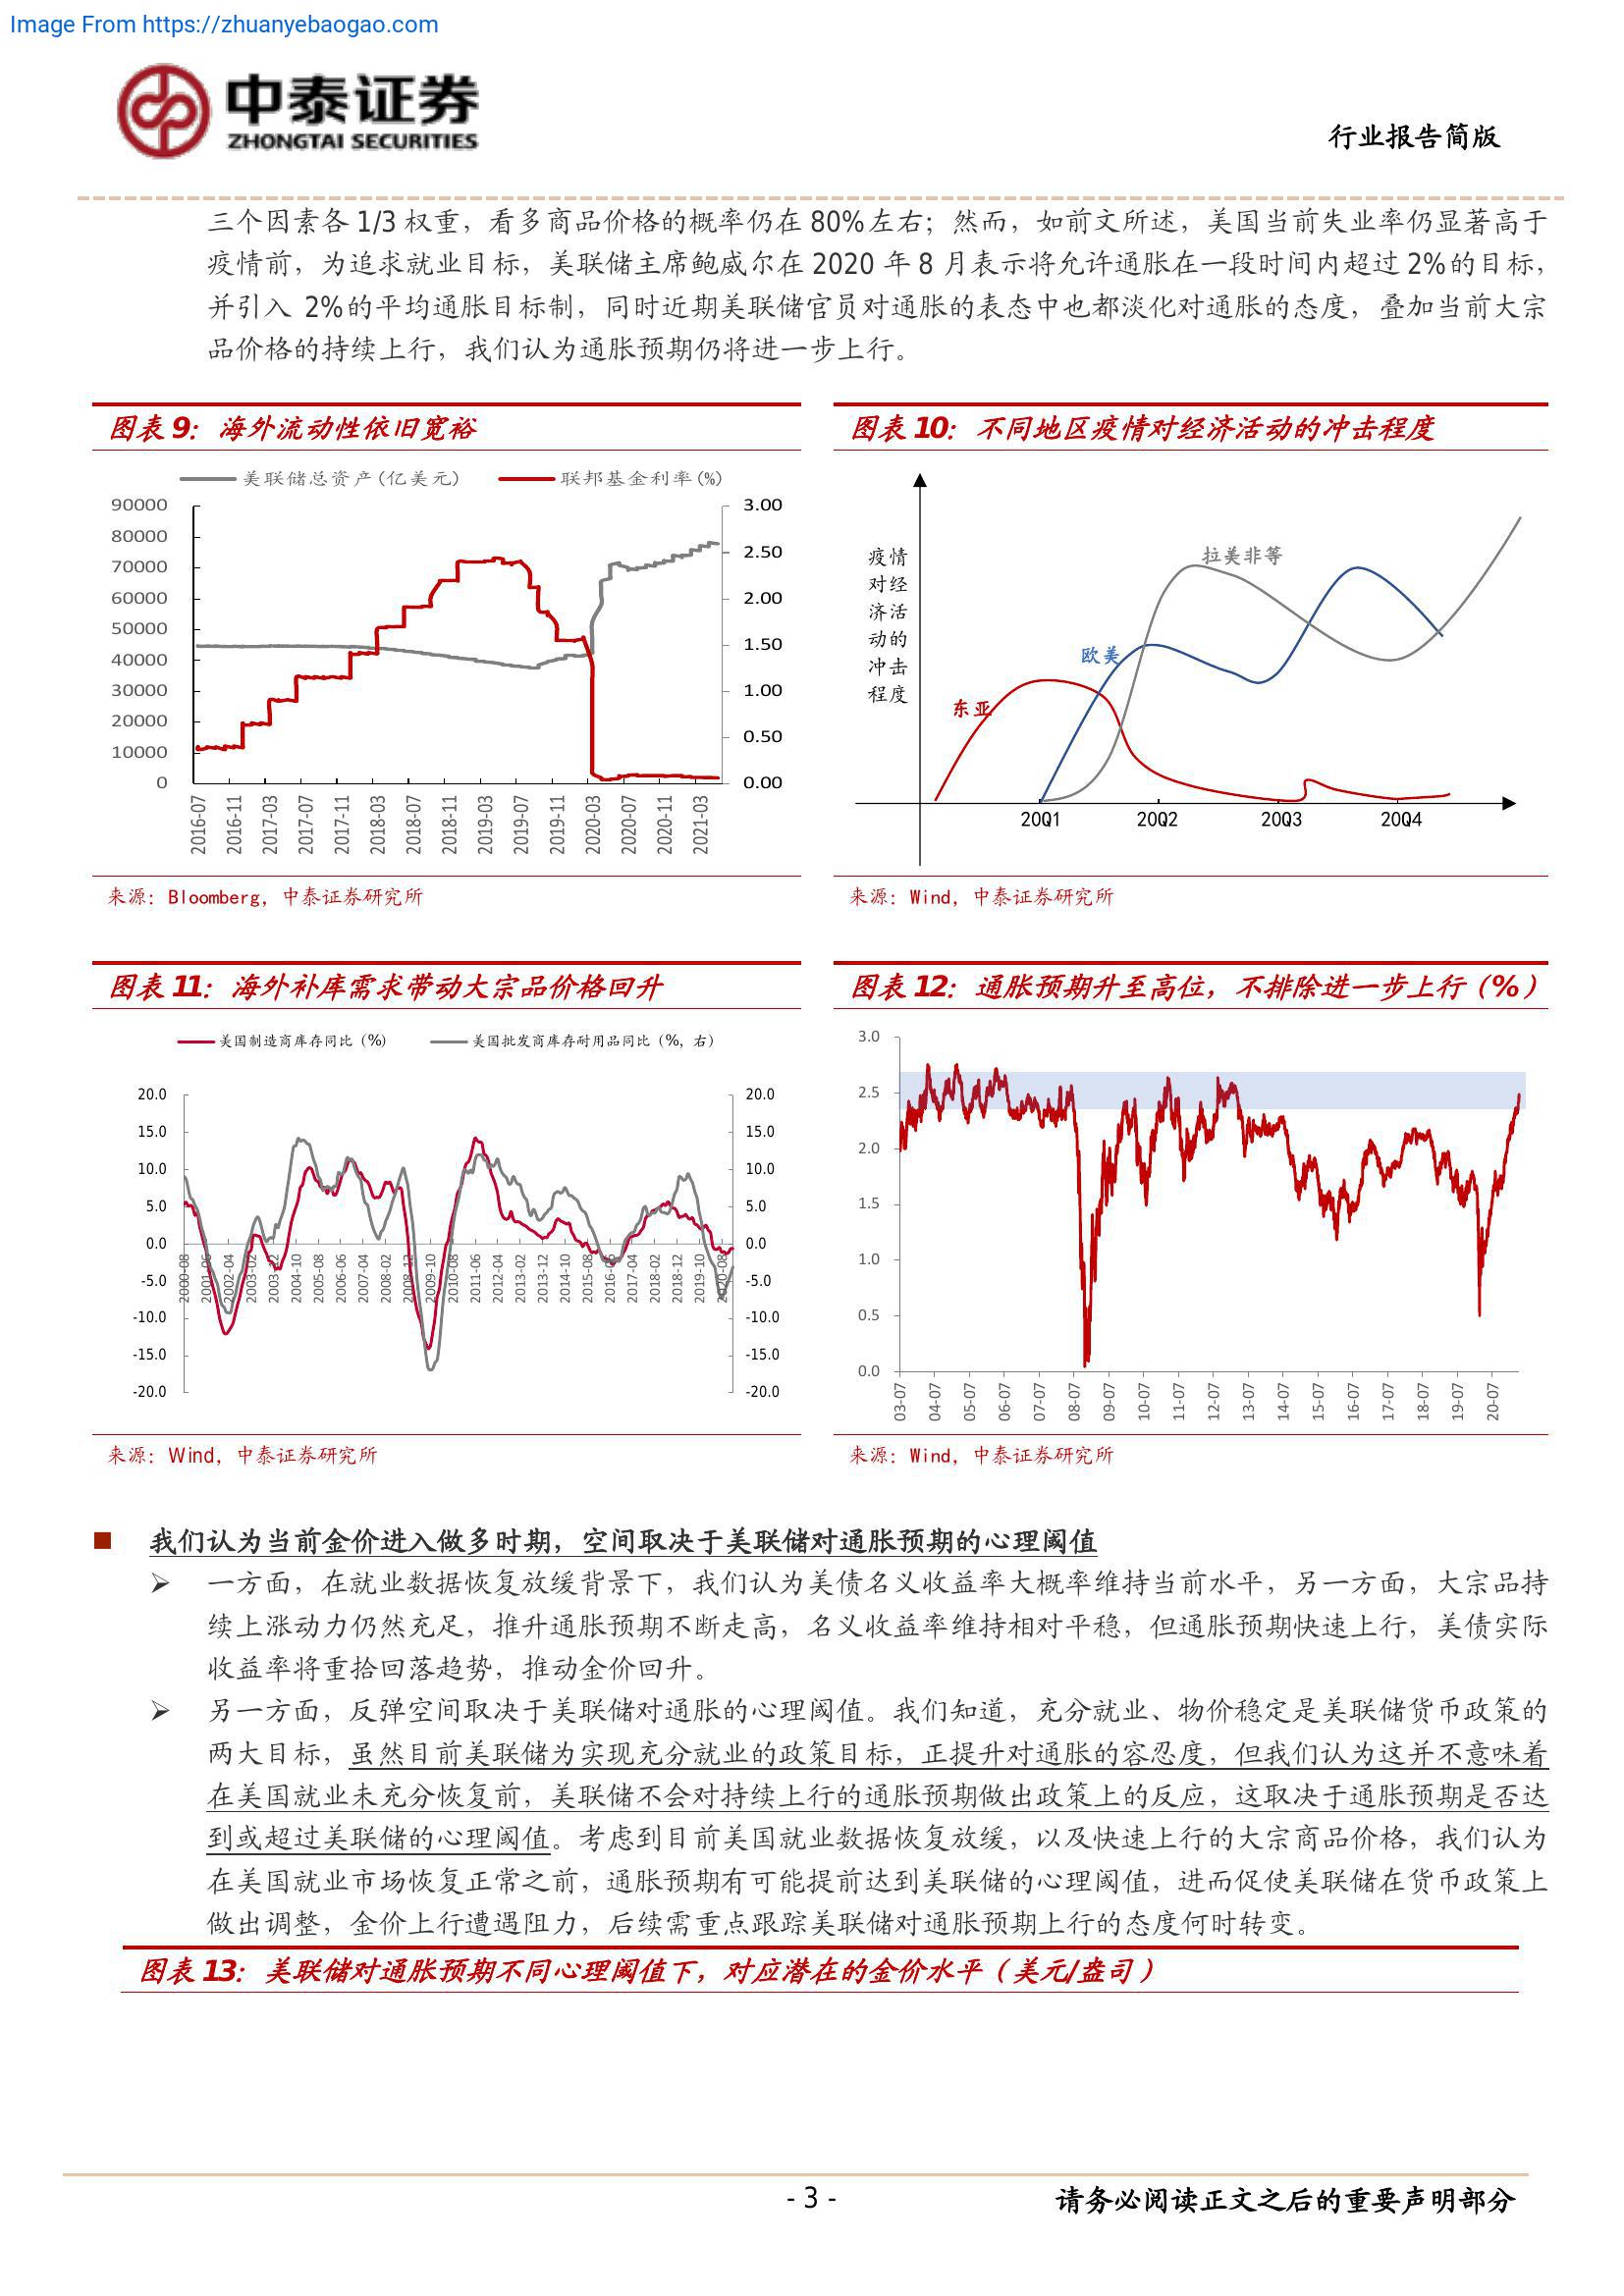 Image From https://zhuanyebaogao.com
中泰证券
ZHONGTAI SECURITIES
行业报告简版
三个因素各 1/3 权重，看多商品价格的概率仍在 80%左右；然而，如前文所述，美国当前失业率仍显著高于
疫情前，为追求就业目标，美联储主席鲍威尔在 2020 年 8 月表示将允许通胀在一段时间内超过 2%的目标，
并引入 2%的平均通胀目标制，同时近期美联储官员对通胀的表态中也都淡化对通胀的态度，叠加当前大宗
品价格的持续上行，我们认为通胀预期仍将进一步上行。
图表 9：海外流动性依旧宽裕
美联储总资产(亿美元) 联邦基金利率(%)
90000
80000
70000
60000
50000
40000
30000
20000
10000
0
3.00
2.50
2.00
1.50
1.00
0.50
0.00
2016-07 2016-11 2017-03 2017-07 2017-11 2018-03 2018-07 2018-11 2019-03 2019-07 2019-11 2020-03 2020-07 2020-11 2021-03
来源：Bloomberg，中泰证券研究所
图表 10：不同地区疫情对经济活动的冲击程度
疫情
对经
济活
动的
冲击
程度
拉美非等
欧美
东亚
20Q1 20Q2 20Q3 20Q4
来源：Wind，中泰证券研究所
图表 11：海外补库需求带动大宗品价格回升
美国制造商库存同比（%） 美国批发商库存耐用品同比（%，右）
20.0
15.0
10.0
5.0
0.0
-5.0
-10.0
-15.0
-20.0
20.0
15.0
10.0
5.0
0.0
-5.0
-10.0
-15.0
-20.0
2000-08 2001-06 2002-04 2003-02 2003-12 2004-10 2005-08 2006-06 2007-04 2008-02 2008-12 2009-10 2010-08 2011-06 2012-04 2013-02 2013-12 2014-10 2015-08 2016-06 2017-04 2018-02 2018-12 2019-10 2020-08
来源：Wind，中泰证券研究所
图表 12：通胀预期升至高位，不排除进一步上行（%）
3.0
2.5
2.0
1.5
1.0
0.5
0.0
03-07 04-07 05-07 06-07 07-07 08-07 09-07 10-07 11-07 12-07 13-07 14-07 15-07 16-07 17-07 18-07 19-07 20-07
来源：Wind，中泰证券研究所
■ 我们认为当前金价进入做多时期，空间取决于美联储对通胀预期的心理阈值
➢ 一方面，在就业数据恢复放缓背景下，我们认为美债名义收益率大概率维持当前水平，另一方面，大宗品持
续上涨动力仍然充足，推升通胀预期不断走高，名义收益率维持相对平稳，但通胀预期快速上行，美债实际
收益率将重拾回落趋势，推动金价回升。
➢ 另一方面，反弹空间取决于美联储对通胀的心理阈值。我们知道，充分就业、物价稳定是美联储货币政策的
两大目标，虽然目前美联储为实现充分就业的政策目标，正提升对通胀的容忍度，但我们认为这并不意味着
在美国就业未充分恢复前，美联储不会对持续上行的通胀预期做出政策上的反应，这取决于通胀预期是否达
到或超过美联储的心理阈值。考虑到目前美国就业数据恢复放缓，以及快速上行的大宗商品价格，我们认为
在美国就业市场恢复正常之前，通胀预期有可能提前达到美联储的心理阈值，进而促使美联储在货币政策上
做出调整，金价上行遭遇阻力，后续需重点跟踪美联储对通胀预期上行的态度何时转变。
图表 13：美联储对通胀预期不同心理阈值下，对应潜在的金价水平（美元/盎司）
- 3 -
请务必阅读正文之后的重要声明部分